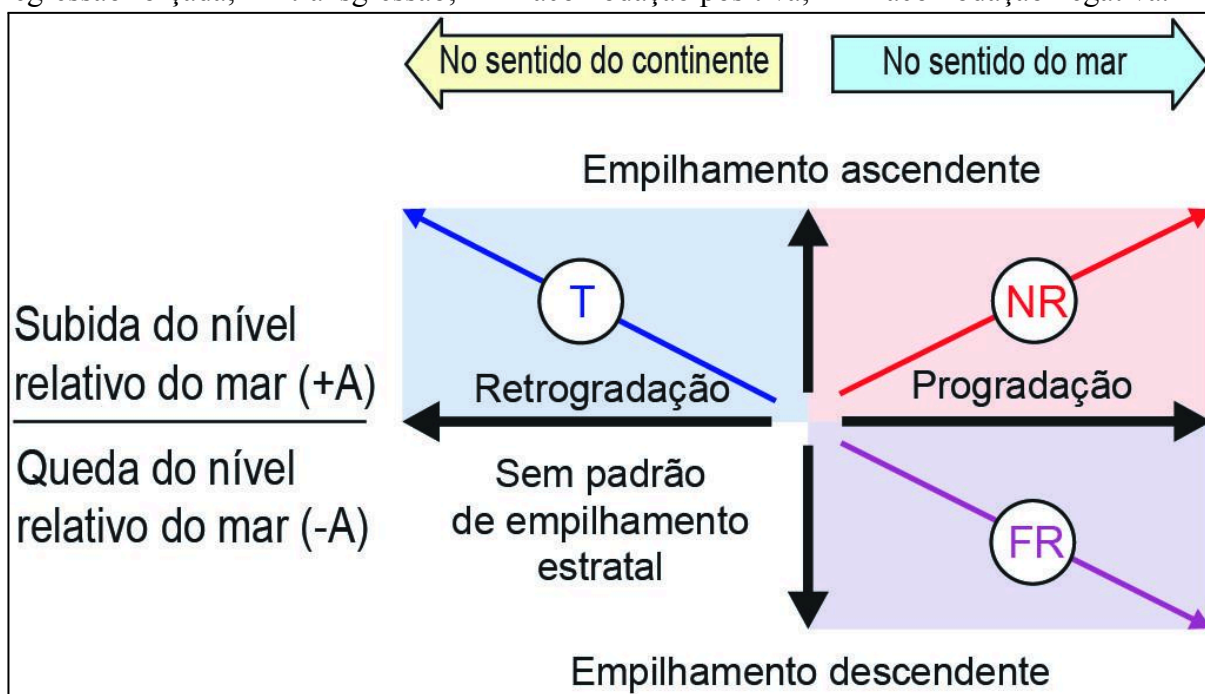 No sentido do continente
No sentido do mar
Empilhamento ascendente
T
NR
Subida do nível
relativo do mar (+A)
Retrogradação
Progradação
Queda do nível
relativo do mar (-A)
Sem padrão
de empilhamento
estratal
FR
Empilhamento descendente